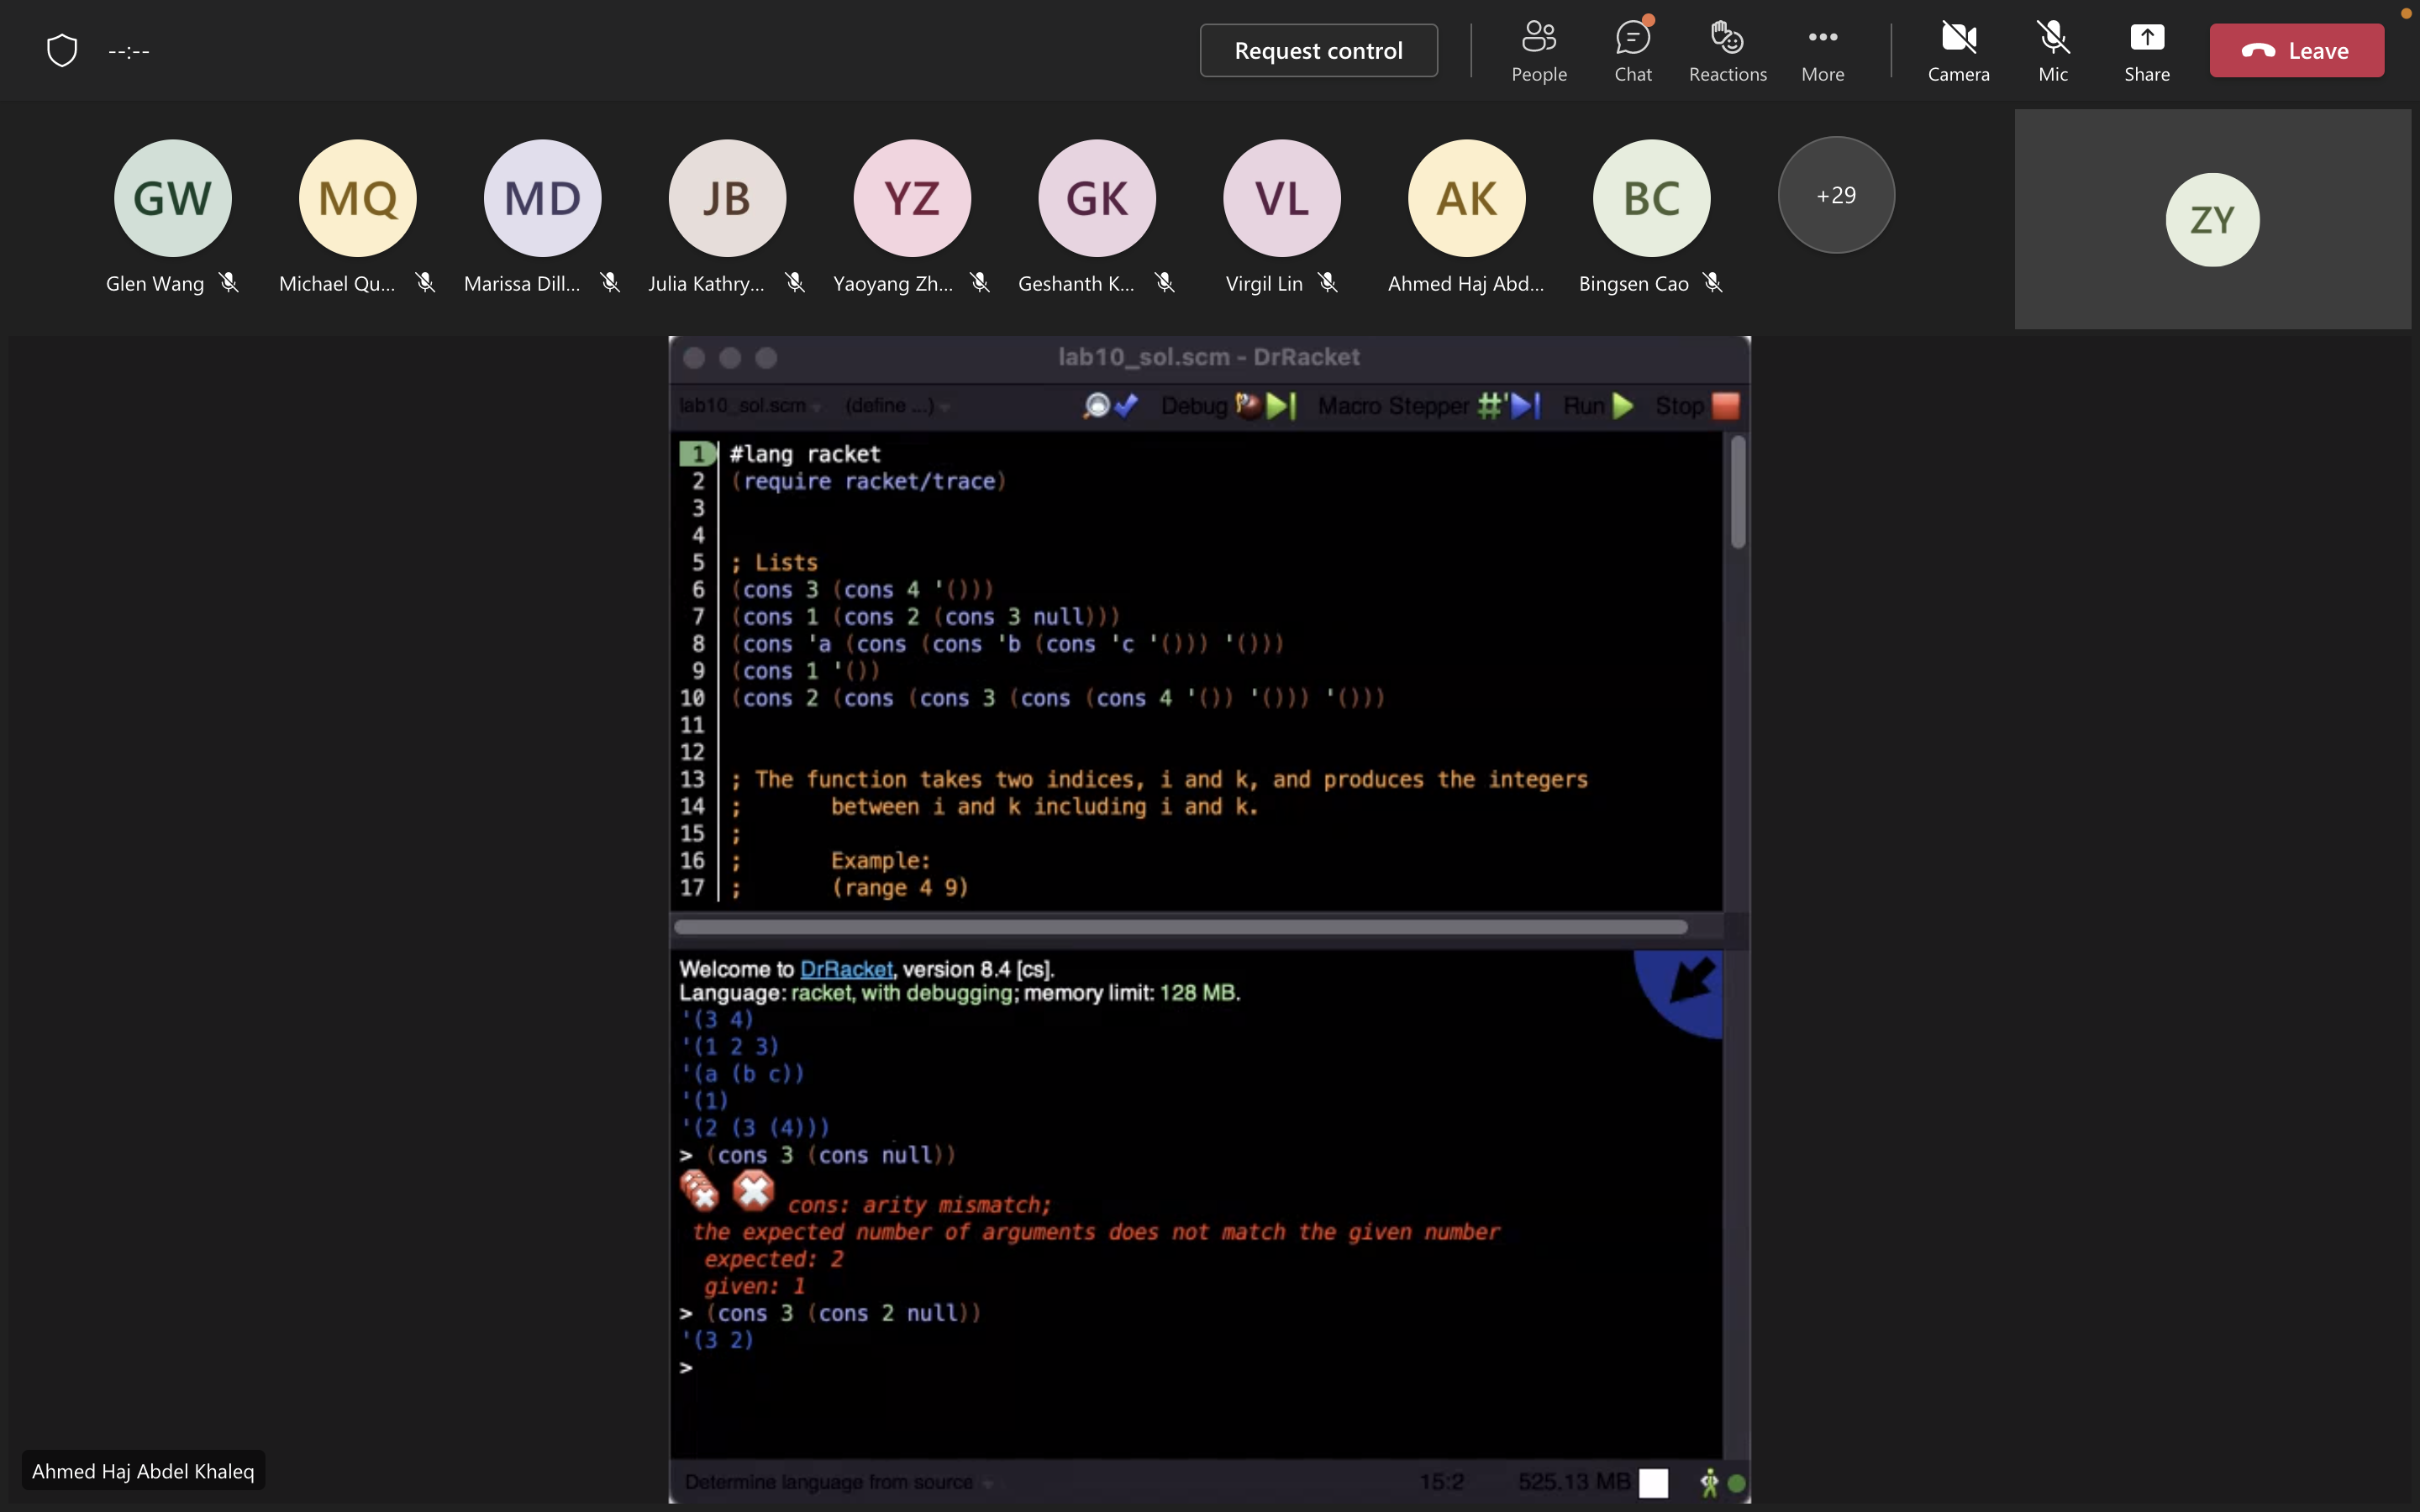 --:--
Request control
People
Chat
Reactions
More
Camera
Mic
Share
Leave
GW
MQ
MD
JB
YZ
GK
VL
AK
BC
+29
ZY
Glen Wang
Michael Qu...
Marissa Dill...
Julia Kathry...
Yaoyang Zh...
Geshanth K...
Virgil Lin
Ahmed Haj Abd...
Bingsen Cao
lab10_sol.scm - DrRacket
lab10_sol.scm (define ...) Debug Macro Stepper #' Run Stop
1 #lang racket
2 (require racket/trace)
3
4
5 ; Lists
6 (cons 3 (cons 4 '()))
7 (cons 1 (cons 2 (cons 3 null)))
8 (cons 'a (cons (cons 'b (cons 'c '())) '()))
9 (cons 1 '())
10 (cons 2 (cons (cons 3 (cons (cons 4 '()) '())) '()))
11
12
13 ; The function takes two indices, i and k, and produces the integers
14 ; between i and k including i and k.
15 ;
16 ; Example:
17 ; (range 4 9)
Welcome to DrRacket, version 8.4 [cs].
Language: racket, with debugging; memory limit: 128 MB.
'(3 4)
'(1 2 3)
'(a (b c))
'(1)
'(2 (3 (4)))
> (cons 3 (cons null))
cons: arity mismatch;
the expected number of arguments does not match the given number
expected: 2
given: 1
> (cons 3 (cons 2 null))
'(3 2)
>
Determine language from source 15:2 525.13 MB
Ahmed Haj Abdel Khaleq